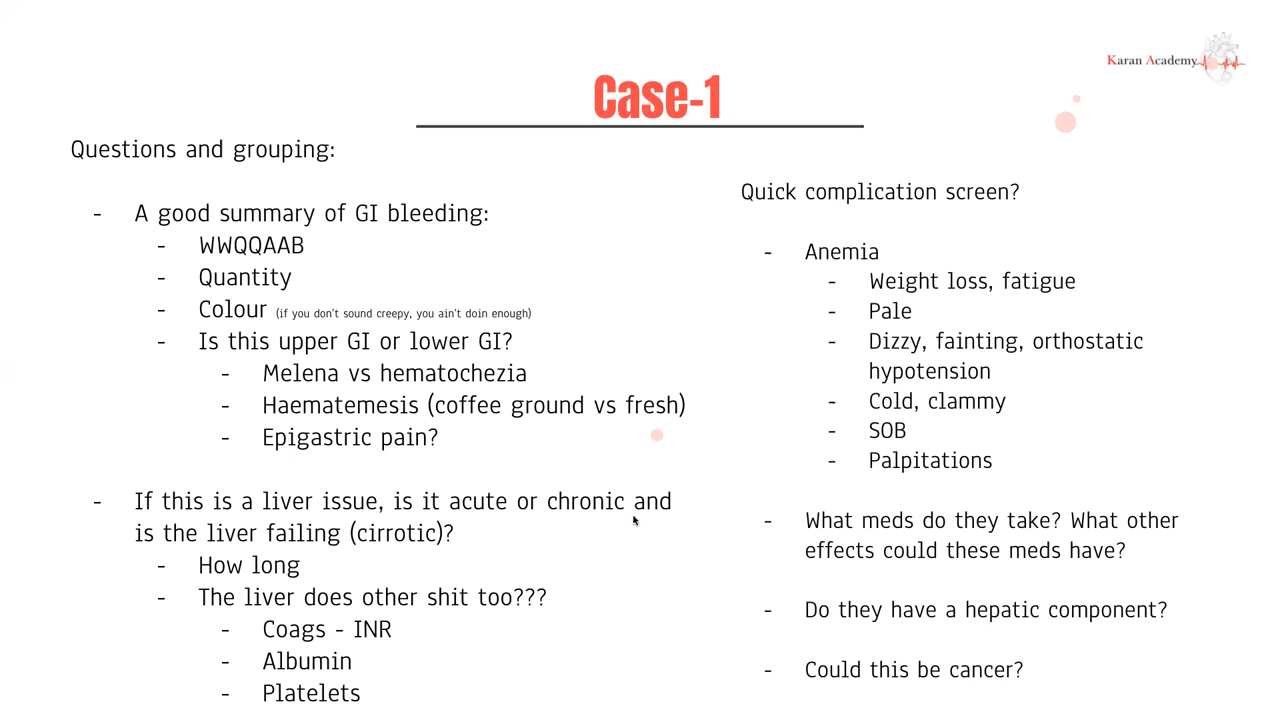 Karan Academy
Case-1
Questions and grouping:
- A good summary of GI bleeding:
- WWQQAAB
- Quantity
- Colour (if you don't sound creepy, you ain't doin enough)
- Is this upper GI or lower GI?
- Melena vs hematochezia
- Haematemesis (coffee ground vs fresh)
- Epigastric pain?
- If this is a liver issue, is it acute or chronic and
is the liver failing (cirrotic)?
- How long
- The liver does other shit too???
- Coags - INR
- Albumin
- Platelets
Quick complication screen?
- Anemia
- Weight loss, fatigue
- Pale
- Dizzy, fainting, orthostatic
hypotension
- Cold, clammy
- SOB
- Palpitations
- What meds do they take? What other
effects could these meds have?
- Do they have a hepatic component?
- Could this be cancer?